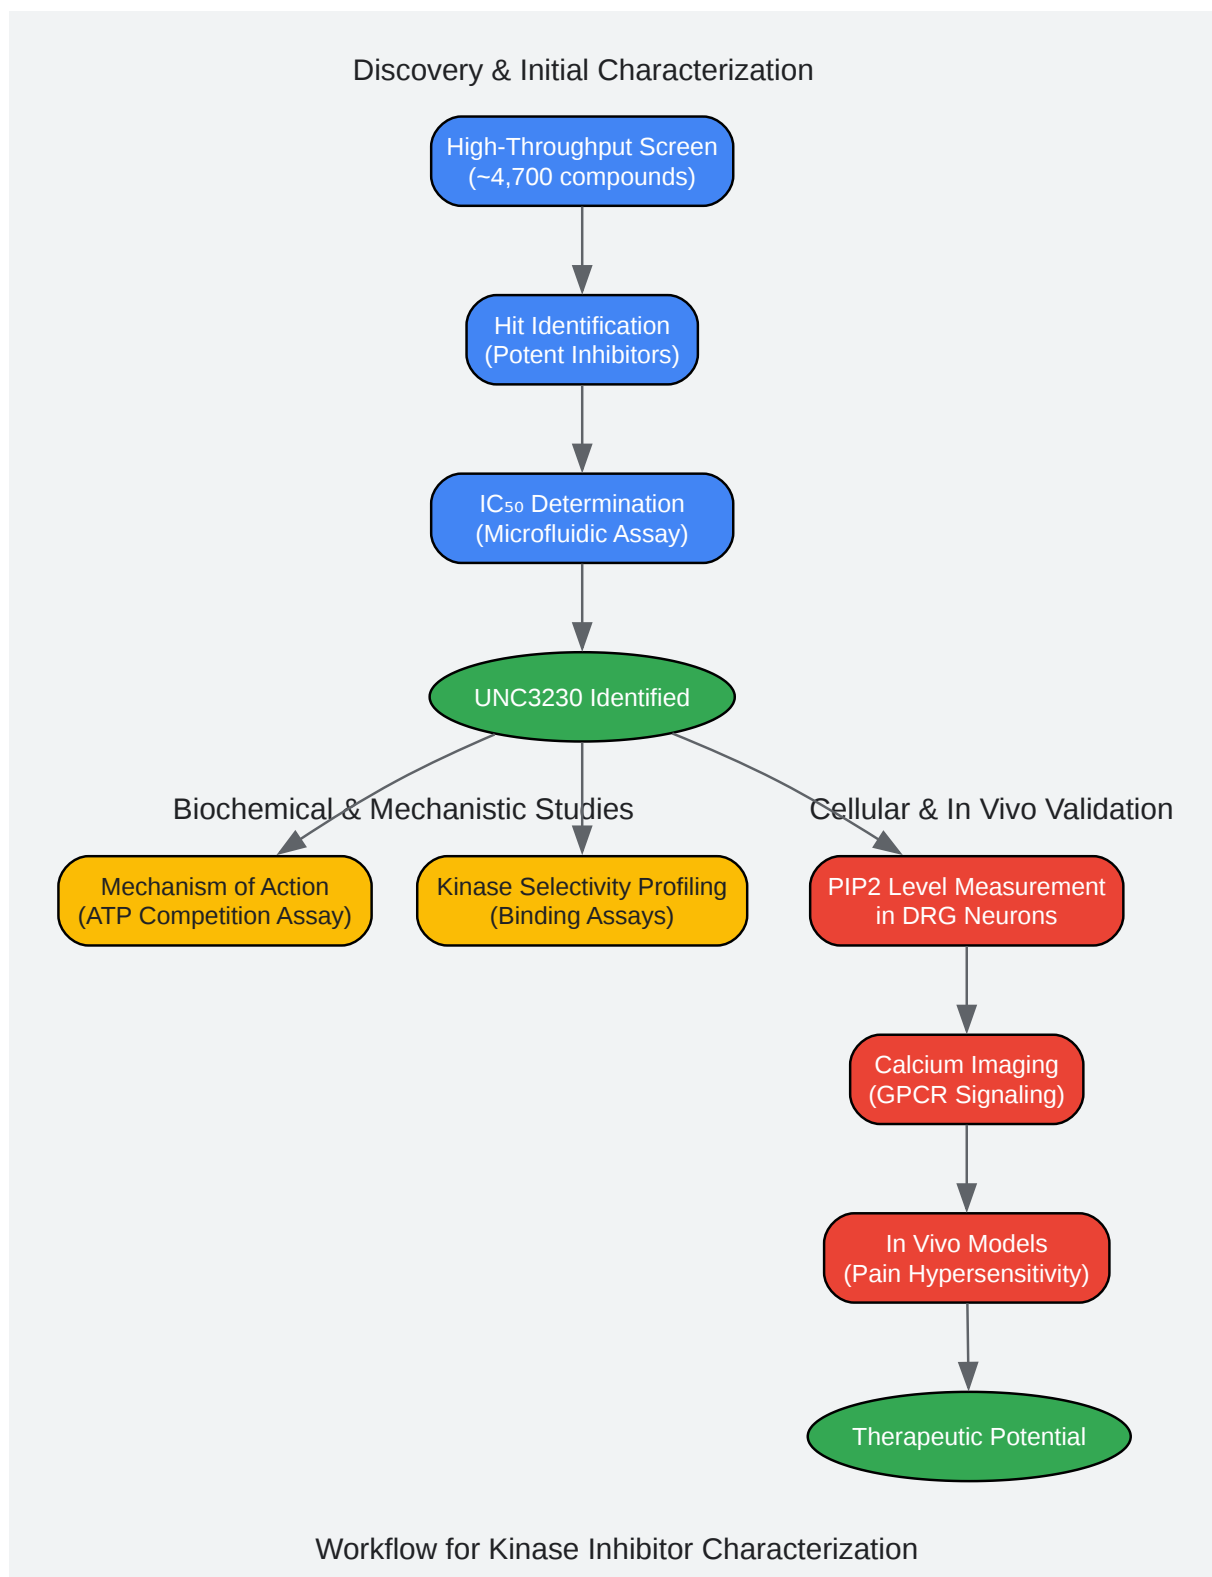 Discovery & Initial Characterization
High-Throughput Screen
(~4,700 compounds)
Hit Identification
(Potent Inhibitors)
IC₅₀ Determination
(Microfluidic Assay)
UNC3230 Identified
Biochemical & Mechanistic Studies
Cellular & In Vivo Validation
Mechanism of Action
(ATP Competition Assay)
Kinase Selectivity Profiling
(Binding Assays)
PIP2 Level Measurement
in DRG Neurons
Calcium Imaging
(GPCR Signaling)
In Vivo Models
(Pain Hypersensitivity)
Therapeutic Potential
Workflow for Kinase Inhibitor Characterization